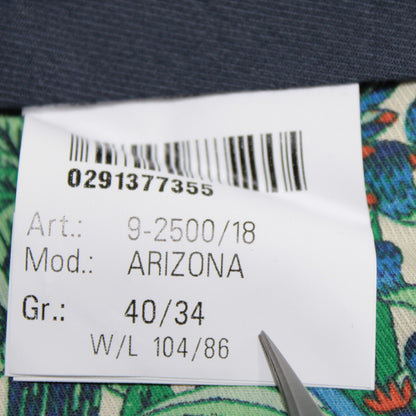 0291377355
Art.: 9-2500/18
Mod.: ARIZONA
Gr.: 40/34
W/L 104/86